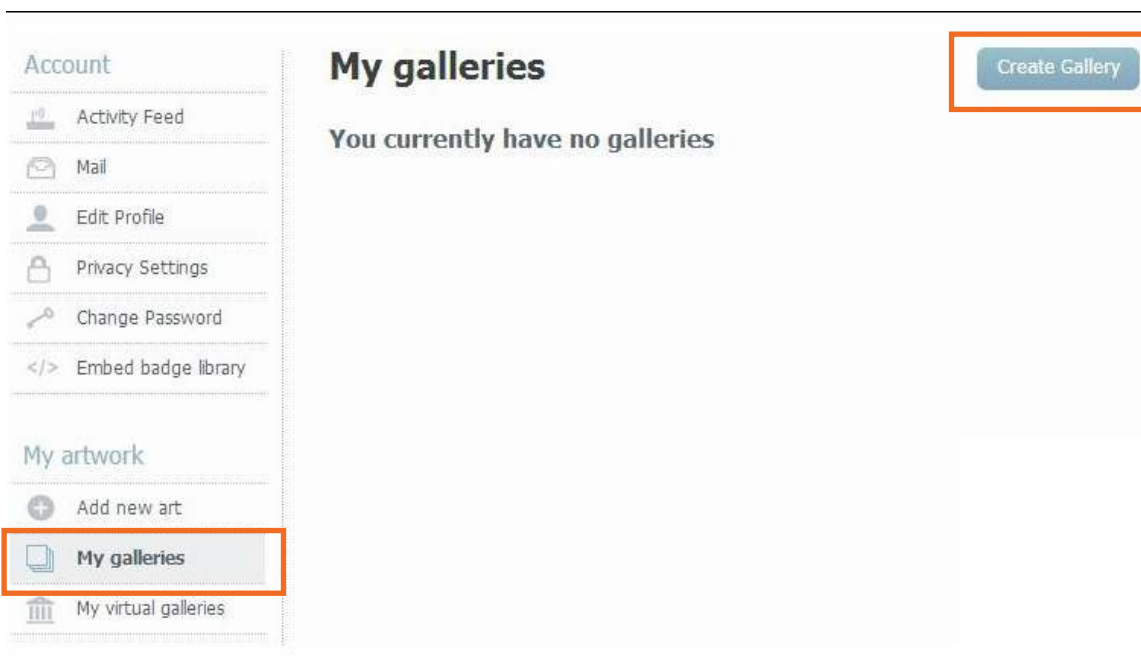 Account
Activity Feed
Mail
Edit Profile
Privacy Settings
Change Password
</> Embed badge library
My artwork
Add new art
My galleries
My virtual galleries
My galleries
Create Gallery
You currently have no galleries